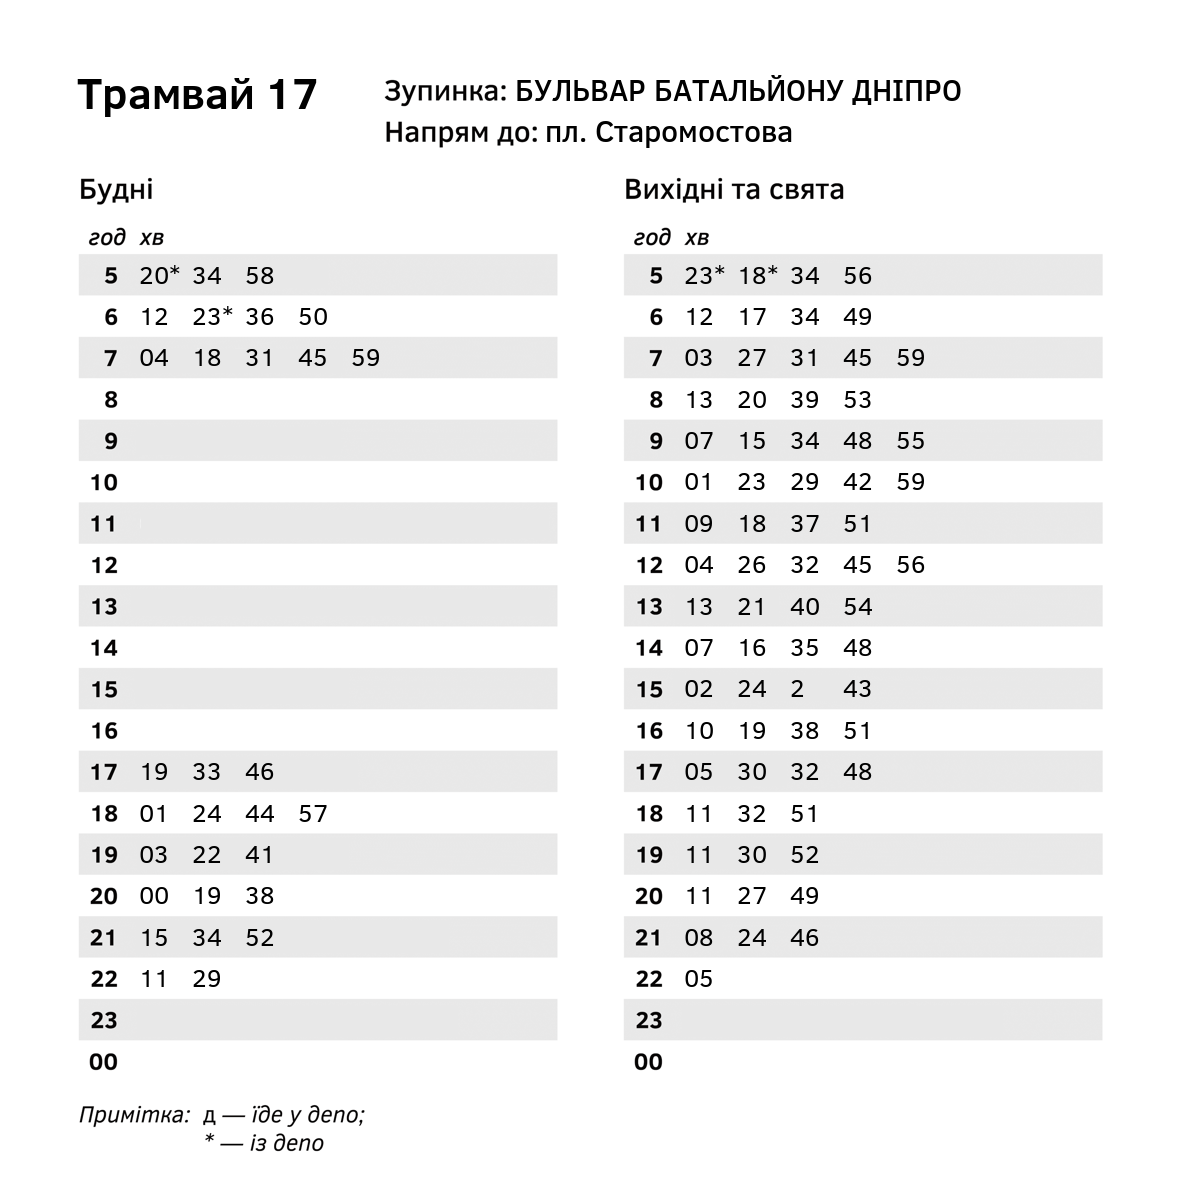 Трамвай 17
Зупинка: БУЛЬВАР БАТАЛЬЙОНУ ДНІПРО
Напрям до: пл. Старомостова
Будні
год хв
5 20* 34 58
6 12 23* 36 50
7 04 18 31 45 59
8
9
10
11
12
13
14
15
16
17 19 33 46
18 01 24 44 57
19 03 22 41
20 00 19 38
21 15 34 52
22 11 29
23
00
Вихідні та свята
год хв
5 23* 18* 34 56
6 12 17 34 49
7 03 27 31 45 59
8 13 20 39 53
9 07 15 34 48 55
10 01 23 29 42 59
11 09 18 37 51
12 04 26 32 45 56
13 13 21 40 54
14 07 16 35 48
15 02 24 2 43
16 10 19 38 51
17 05 30 32 48
18 11 32 51
19 11 30 52
20 11 27 49
21 08 24 46
22 05
23
00
Примітка: д — їде у депо;
* — із депо